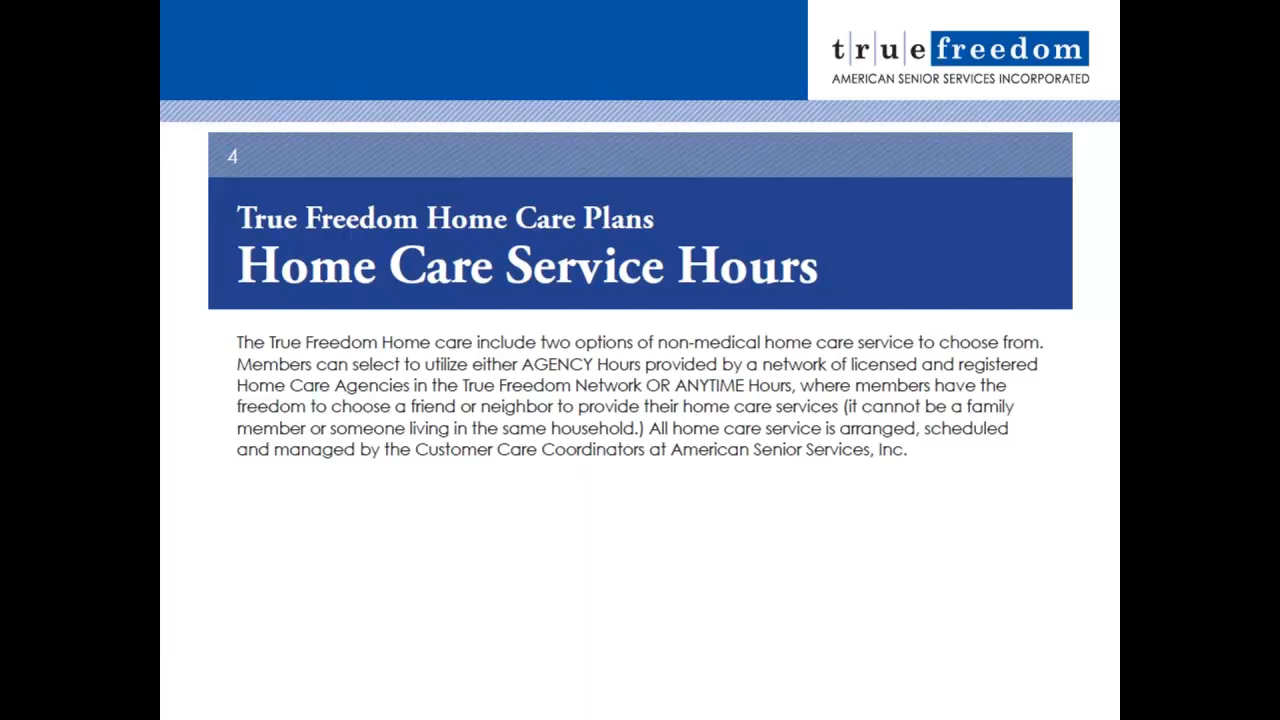 t|r|u|e freedom
AMERICAN SENIOR SERVICES INCORPORATED
4
True Freedom Home Care Plans
Home Care Service Hours
The True Freedom Home care include two options of non-medical home care service to choose from.
Members can select to utilize either AGENCY Hours provided by a network of licensed and registered
Home Care Agencies in the True Freedom Network OR ANYTIME Hours, where members have the
freedom to choose a friend or neighbor to provide their home care services (it cannot be a family
member or someone living in the same household.) All home care service is arranged, scheduled
and managed by the Customer Care Coordinators at American Senior Services, Inc.